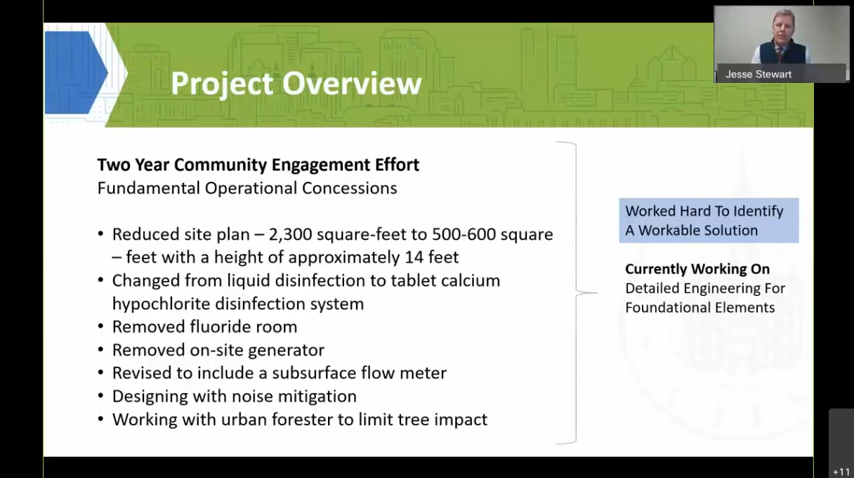 Project Overview
Jesse Stewart
Two Year Community Engagement Effort
Fundamental Operational Concessions
• Reduced site plan – 2,300 square-feet to 500-600 square
– feet with a height of approximately 14 feet
• Changed from liquid disinfection to tablet calcium
hypochlorite disinfection system
• Removed fluoride room
• Removed on-site generator
• Revised to include a subsurface flow meter
• Designing with noise mitigation
• Working with urban forester to limit tree impact
Worked Hard To Identify
A Workable Solution
Currently Working On
Detailed Engineering For
Foundational Elements
+11